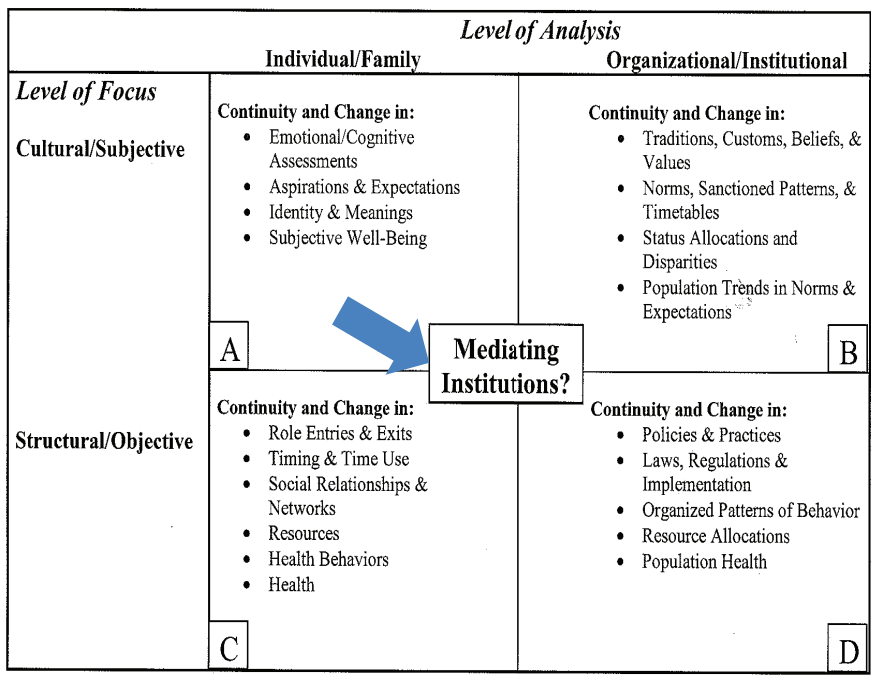 Level of Analysis
Individual/Family
Organizational/Institutional
Level of Focus
Cultural/Subjective
Continuity and Change in:
• Emotional/Cognitive
Assessments
• Aspirations & Expectations
• Identity & Meanings
• Subjective Well-Being
A
Continuity and Change in:
• Traditions, Customs, Beliefs, &
Values
• Norms, Sanctioned Patterns, &
Timetables
• Status Allocations and
Disparities
• Population Trends in Norms &
Expectations
B
Mediating
Institutions?
Structural/Objective
Continuity and Change in:
• Role Entries & Exits
• Timing & Time Use
• Social Relationships &
Networks
• Resources
• Health Behaviors
• Health
C
Continuity and Change in:
• Policies & Practices
• Laws, Regulations &
Implementation
• Organized Patterns of Behavior
• Resource Allocations
• Population Health
D